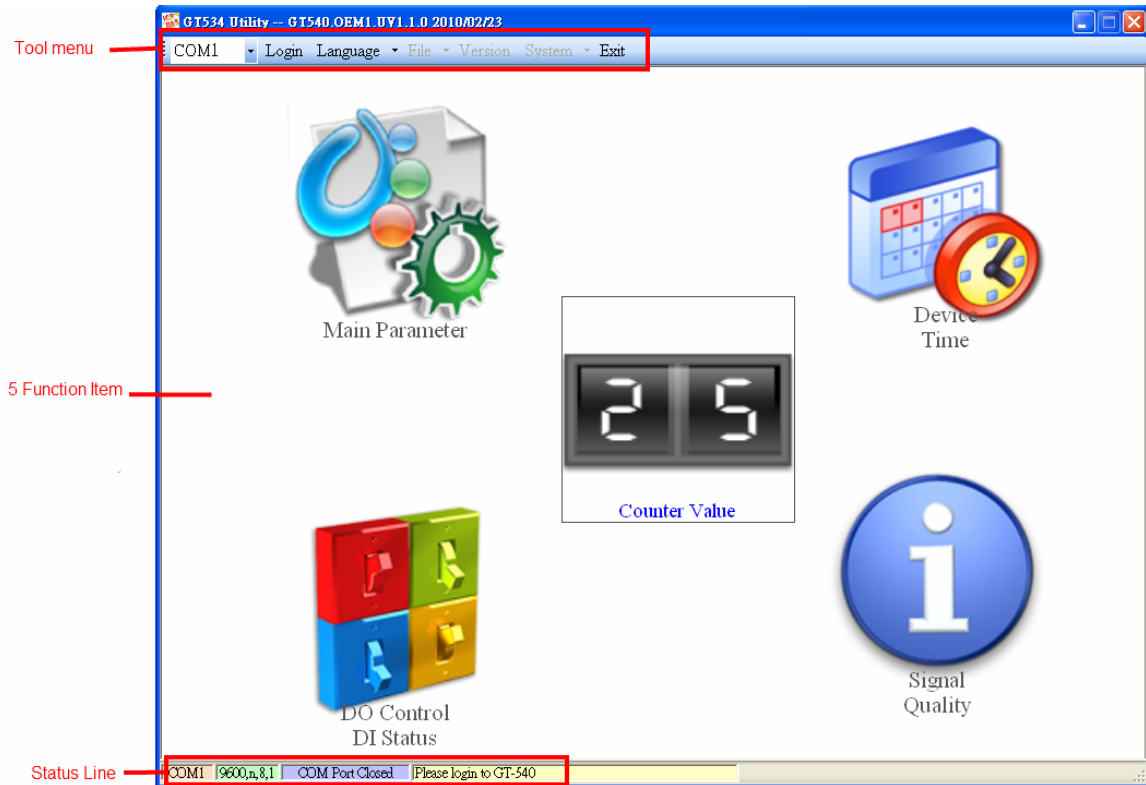 GT534 Utility -- GT540.OEM1.UV1.1.0 2010/02/23
Tool menu
COM1 Login Language File Version System Exit
Main Parameter
Device
Time
5 Function Item
2 5
Counter Value
DO Control
DI Status
Signal
Quality
Status Line
COM1 9600,n,8,1 COM Port Closed Please login to GT-540